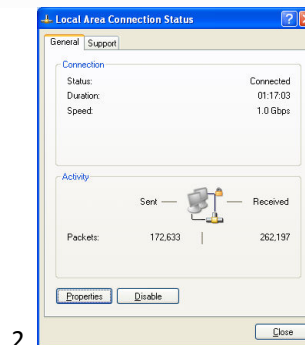 Local Area Connection Status
General Support
Connection
Status: Connected
Duration: 01:17:03
Speed: 1.0 Gbps
Activity
Sent Received
Packets: 172,633 262,197
Properties Disable
Close
2